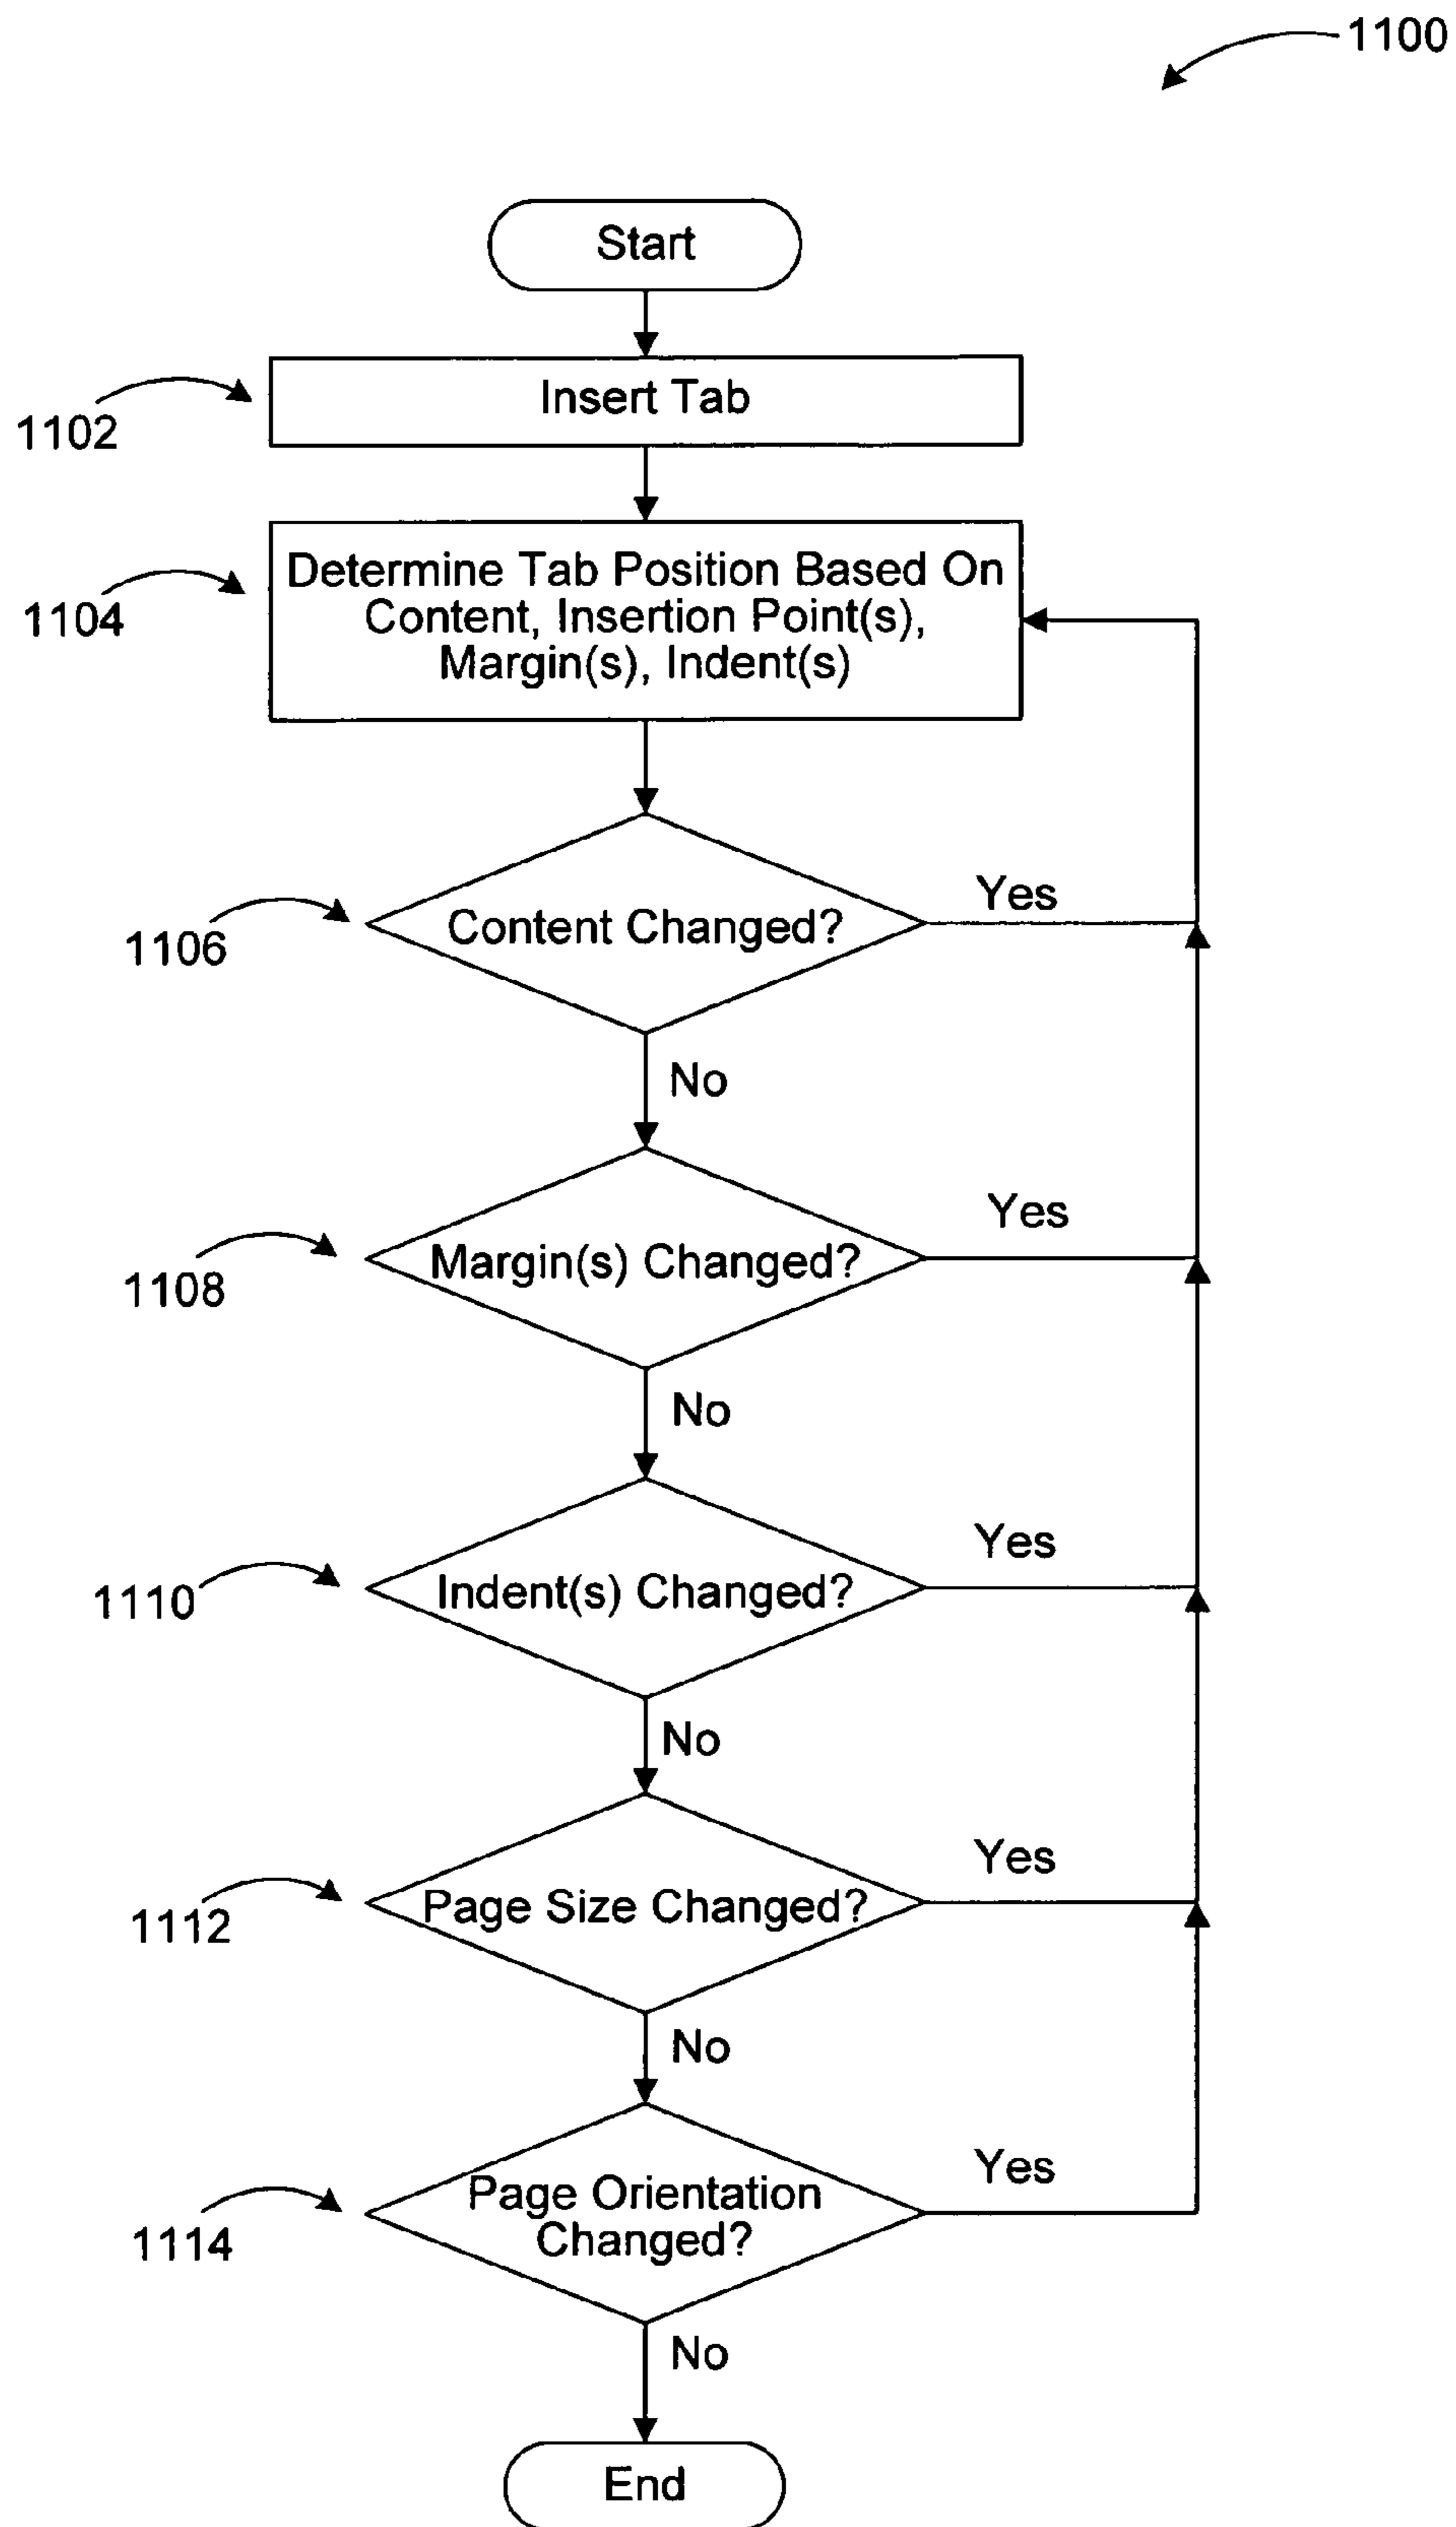 1100
Start
Insert Tab
1102
Determine Tab Position Based On
Content, Insertion Point(s),
Margin(s), Indent(s)
1104
Yes
Content Changed?
1106
No
Yes
Margin(s) Changed?
1108
No
Yes
Indent(s) Changed?
1110
No
Yes
Page Size Changed?
1112
No
Yes
Page Orientation
Changed?
1114
No
End